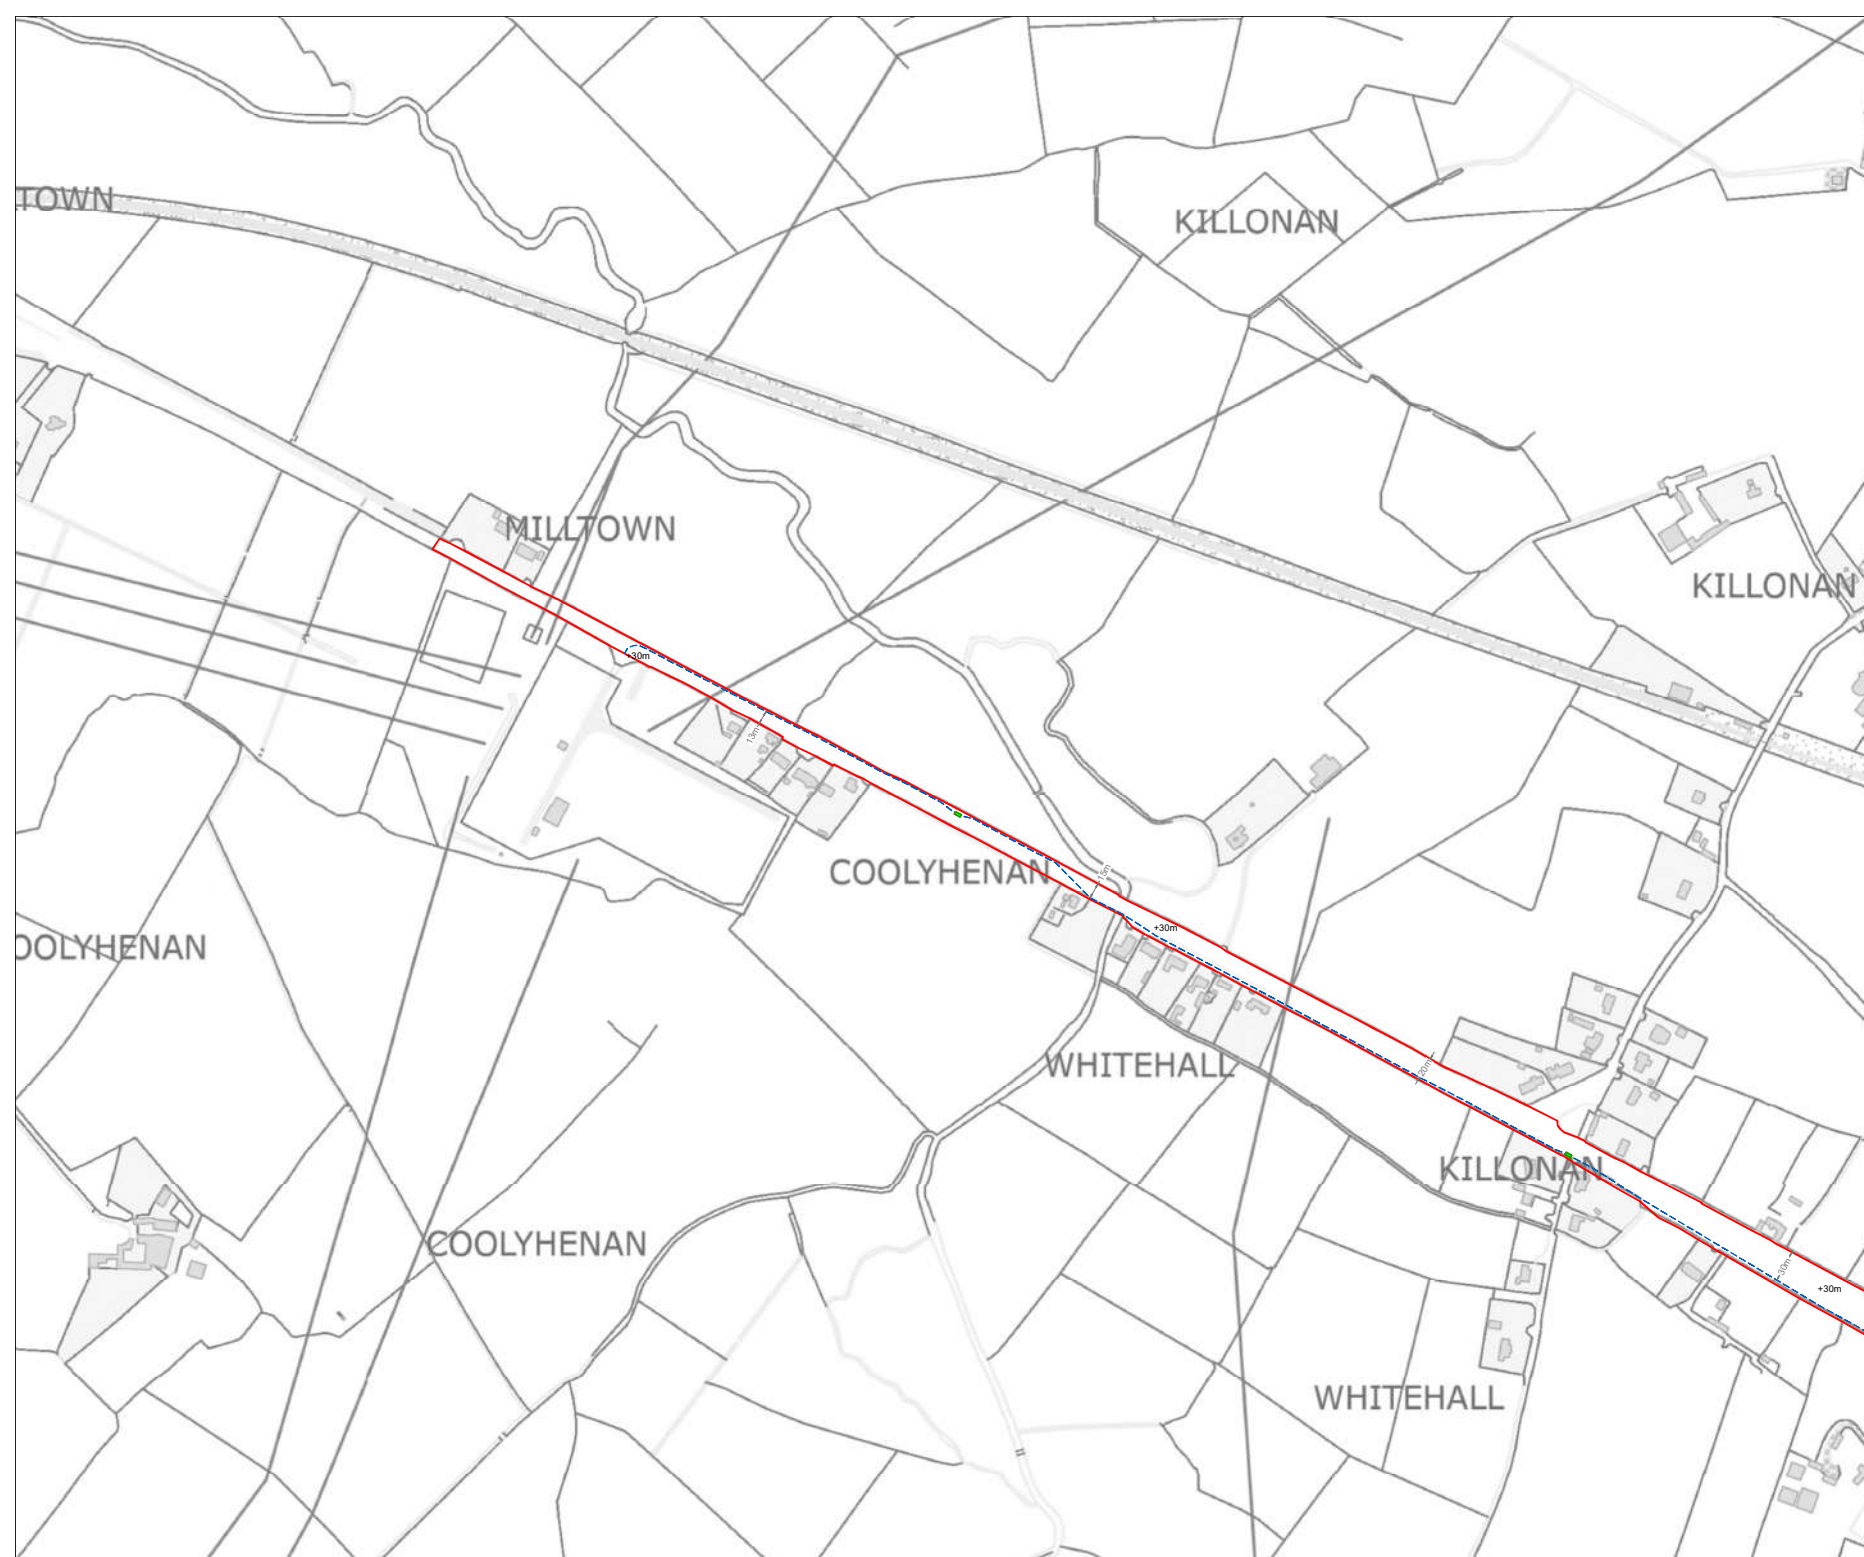 TOWN
KILLONAN
MILLTOWN
KILLONAN
+30m
13m
COOLYHENAN
15m
+30m
OOLYHENAN
WHITEHALL
20m
KILLONAN
COOLYHENAN
30m
+30m
WHITEHALL